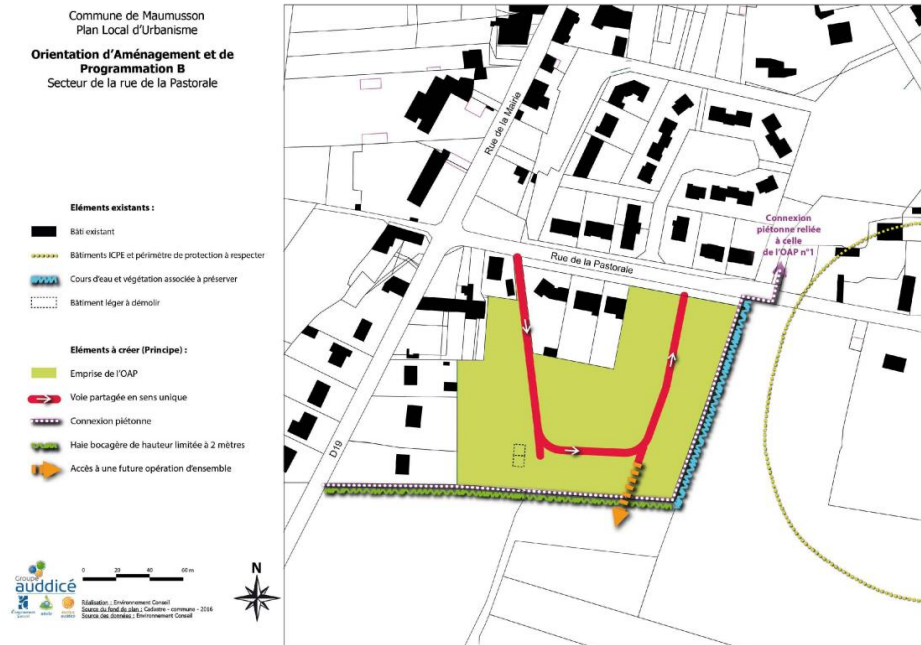 Commune de Maumusson
Plan Local d'Urbanisme
Orientation d'Aménagement et de
Programmation B
Secteur de la rue de la Pastorale
Eléments existants :
Bâti existant
Bâtiments ICPE et périmètre de protection à respecter
Cours d'eau et végétation associée à préserver
Bâtiment léger à démolir
Eléments à créer (Principe) :
Emprise de l'OAP
Voie partagée en sens unique
Connexion piétonne
Haie bocagère de hauteur limitée à 2 mètres
Accès à une future opération d'ensemble
Groupe
auddicé
0 20 40 60 m
N
Réalisation : Environnement Conseil
Source du fond de plan : Cadastre - commune - 2016
Source des données : Environnement Conseil
Rue de la Mairie
Rue de la Pastorale
Connexion
piétonne reliée
à celle
de l'OAP n°1
D19